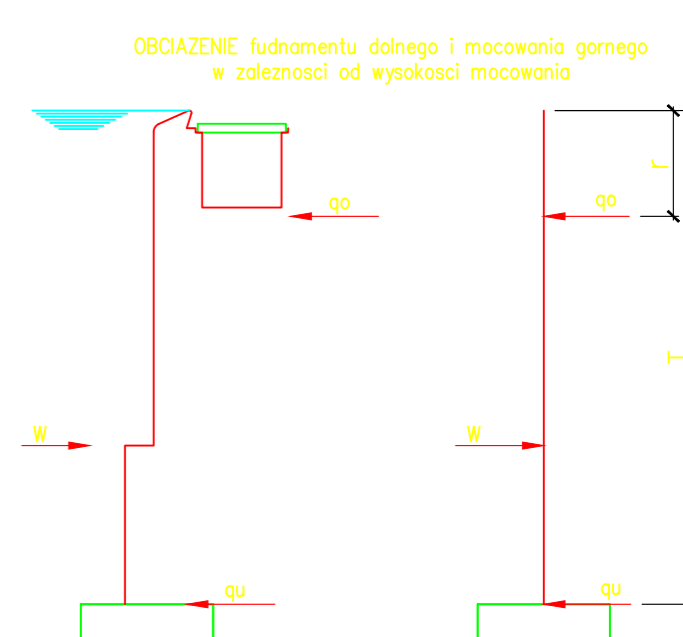 OBCIAZENIE fudnamentu dolnego i mocowania gornego
w zaleznosci od wysokosci mocowania
qo
qo
r
T
W
W
qu
qu